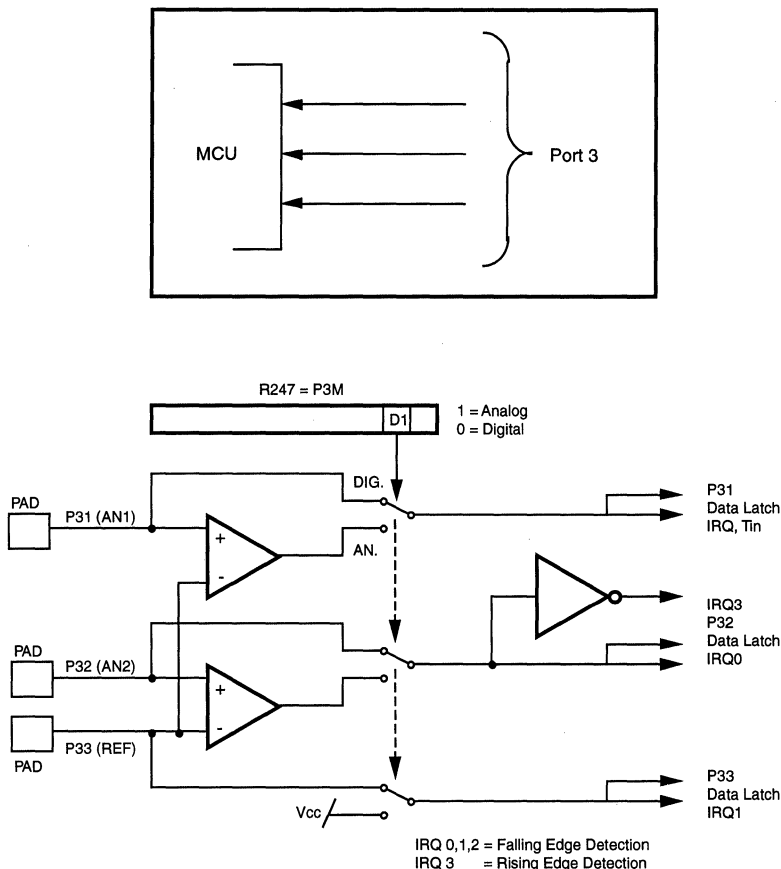 MCU
Port 3
R247 = P3M
D1
1 = Analog
0 = Digital
DIG.
PAD
P31 (AN1)
+
-
AN.
P31
Data Latch
IRQ, Tin
IRQ3
PAD
P32 (AN2)
+
-
P32
Data Latch
IRQ0
P33 (REF)
PAD
Vcc
P33
Data Latch
IRQ1
IRQ 0,1,2 = Falling Edge Detection
IRQ 3 = Rising Edge Detection